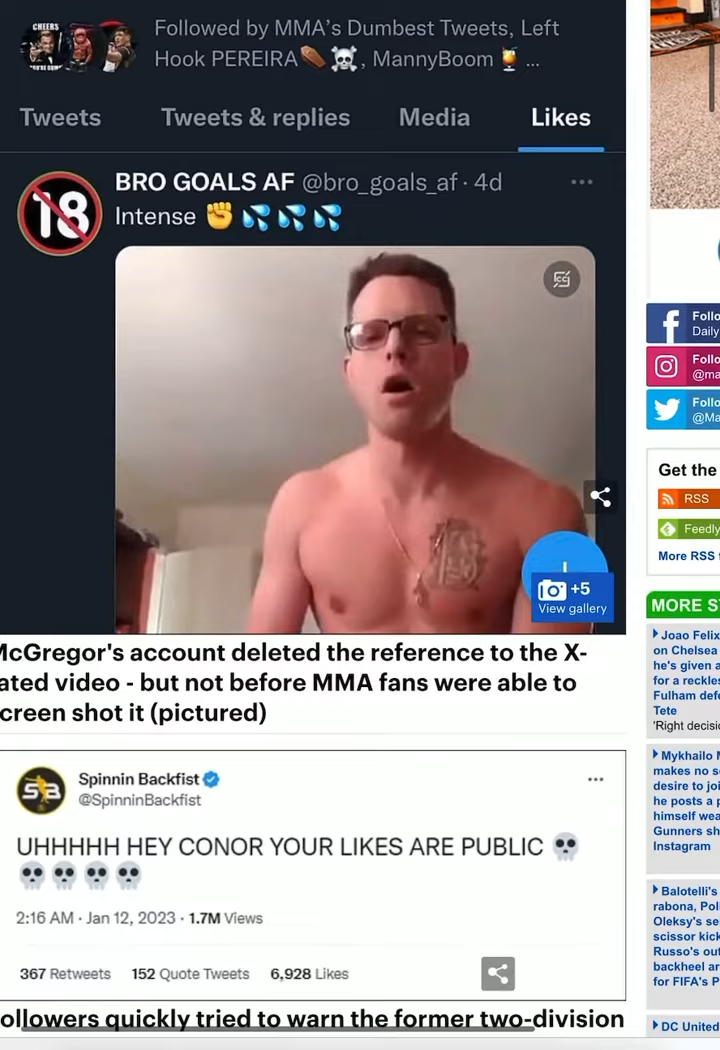 CHEERS
Followed by MMA's Dumbest Tweets, Left
Hook PEREIRA⚰️☠️, MannyBoom 🍹 ...
Tweets Tweets & replies Media Likes
18
BRO GOALS AF @bro_goals_af · 4d
Intense ✊💦💦💦
+5
View gallery
McGregor's account deleted the reference to the X-
ated video - but not before MMA fans were able to
creen shot it (pictured)
SB
Spinnin Backfist
@SpinninBackfist
UHHHHH HEY CONOR YOUR LIKES ARE PUBLIC 💀
💀💀💀💀
2:16 AM · Jan 12, 2023 · 1.7M Views
367 Retweets 152 Quote Tweets 6,928 Likes
ollowers quickly tried to warn the former two-division
Follo
Daily
Follo
@ma
Follo
@Ma
Get the
RSS
Feedly
More RSS
MORE S
Joao Felix
on Chelsea
he's given a
for a reckles
Fulham defe
Tete
'Right decisio
Mykhailo M
makes no s
desire to joi
he posts a p
himself wea
Gunners sh
Instagram
Balotelli's
rabona, Pol
Oleksy's se
scissor kick
Russo's out
backheel ar
for FIFA's P
DC United